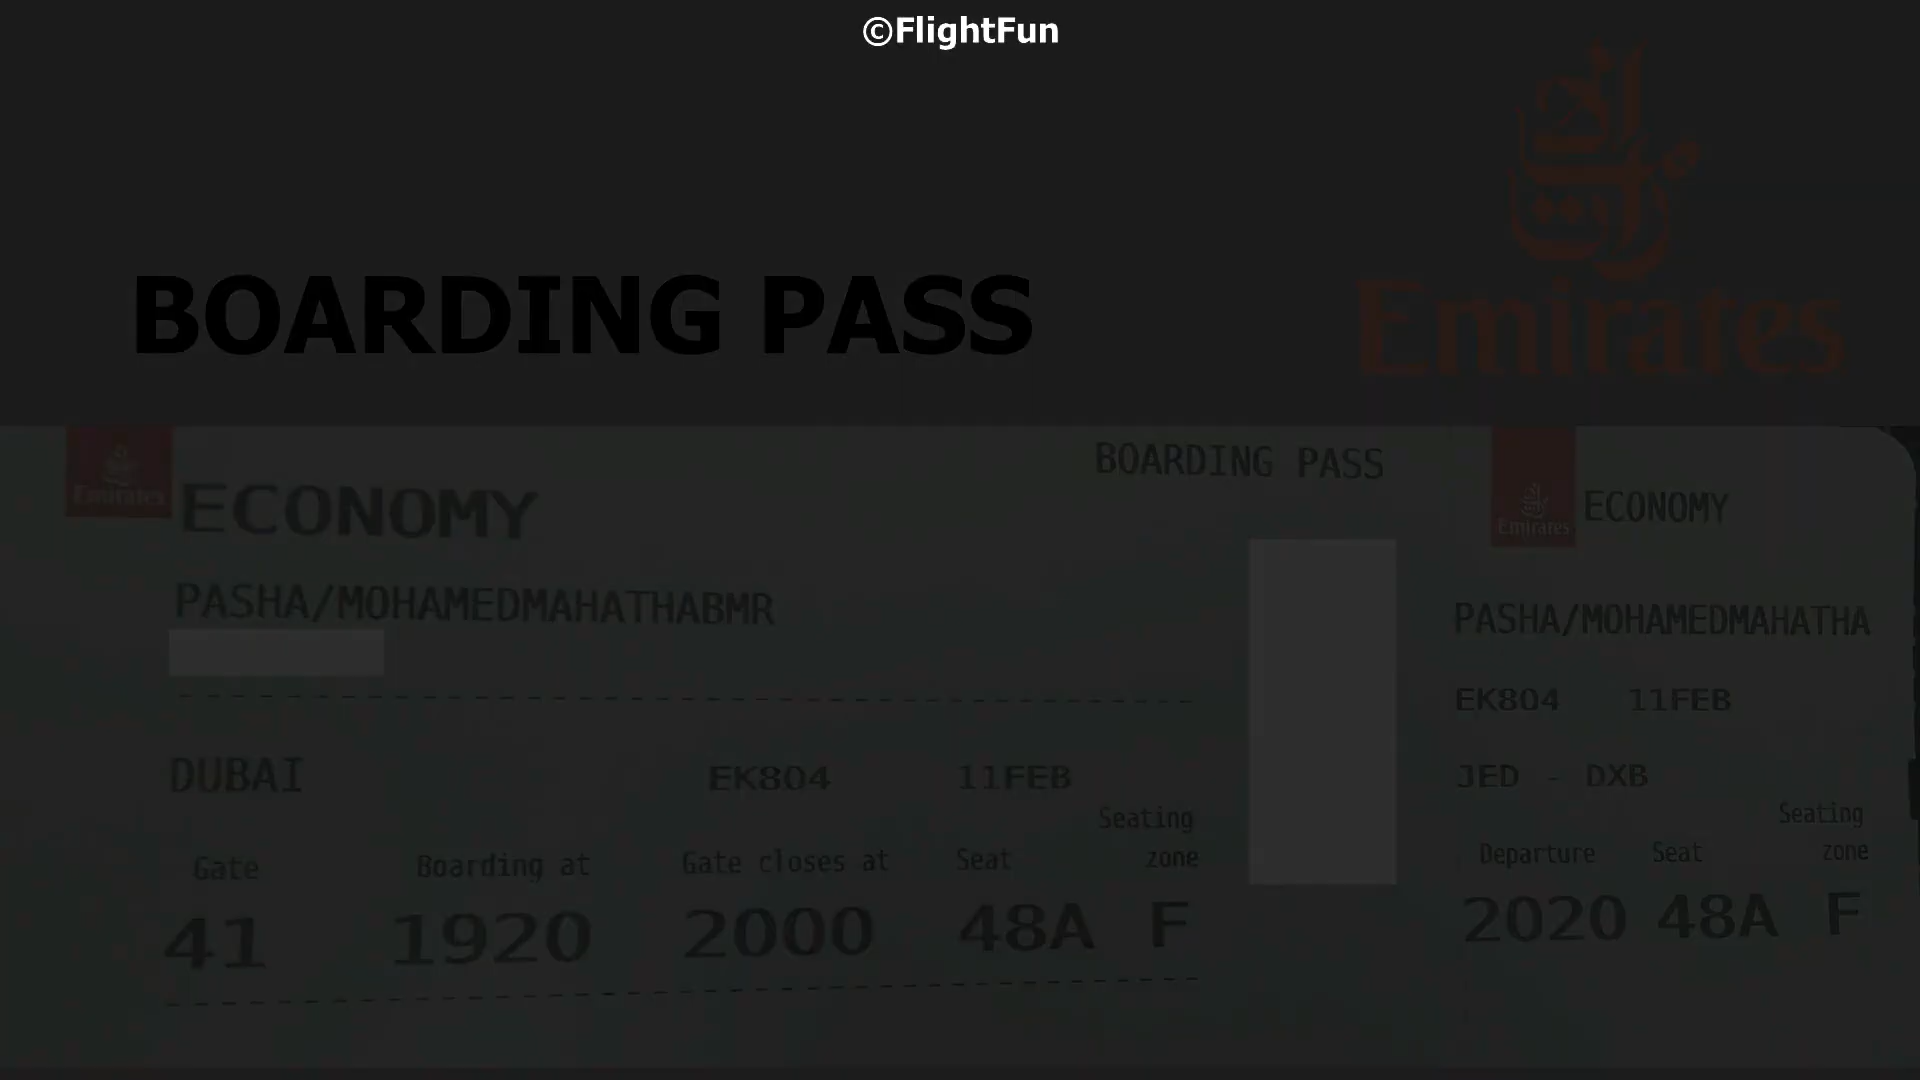 ©FlightFun
الإمارات
Emirates
BOARDING PASS
Emirates
ECONOMY
BOARDING PASS
PASHA/MOHAMEDMAHATHABMR
DUBAI EK804 11FEB
Gate Boarding at Gate closes at Seat Seating zone
41 1920 2000 48A F
Emirates
ECONOMY
PASHA/MOHAMEDMAHATHA
EK804 11FEB
JED - DXB
Departure Seat Seating zone
2020 48A F